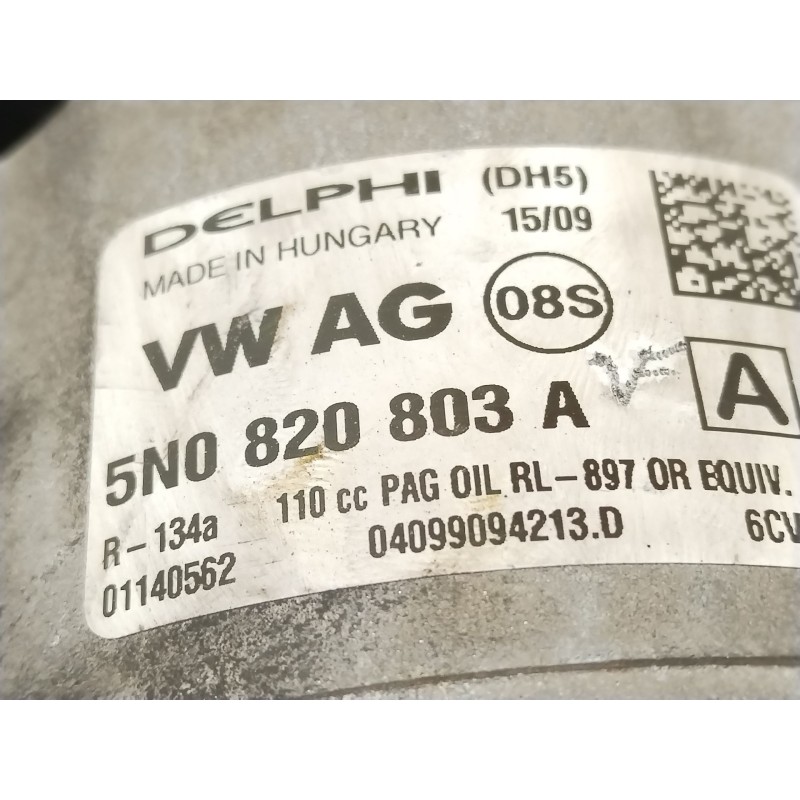 DELPHI (DH5)
MADE IN HUNGARY 15/09
VW AG 08S
5N0 820 803 A A
R-134a 110 cc PAG OIL RL-897 OR EQUIV.
01140562 04099094213.D 6CV